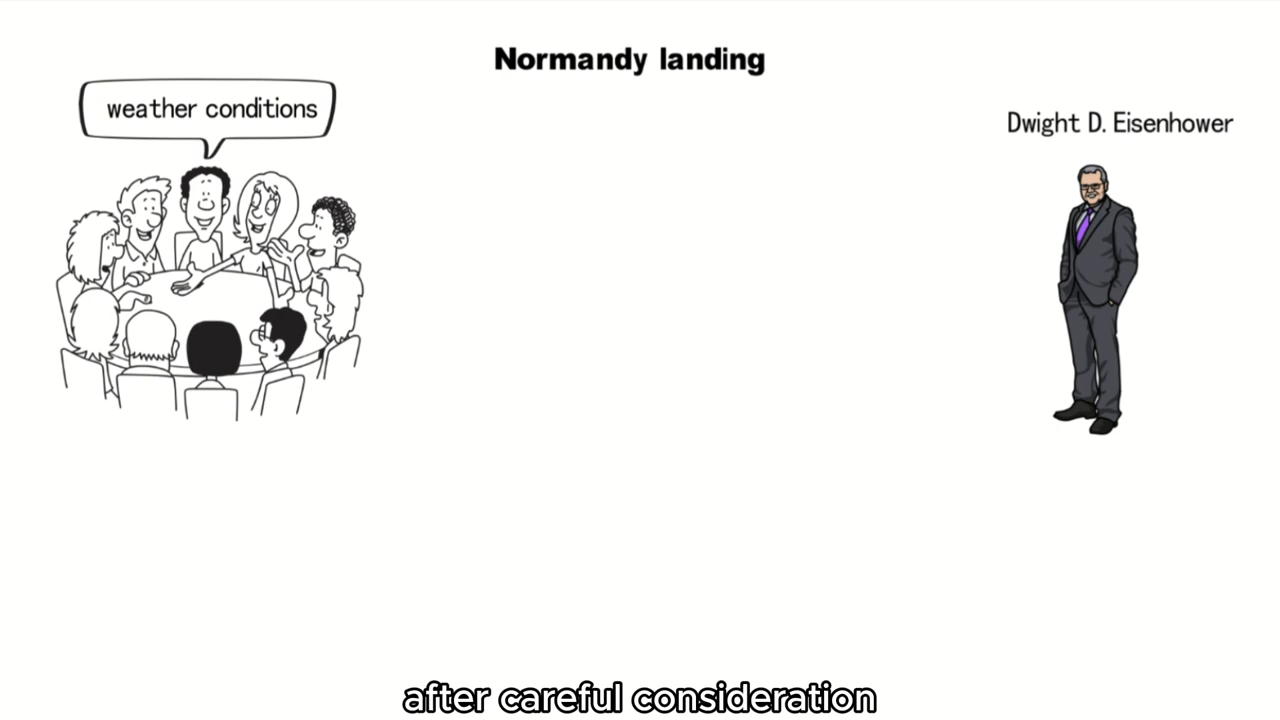 Normandy landing
weather conditions
Dwight D. Eisenhower
after careful consideration